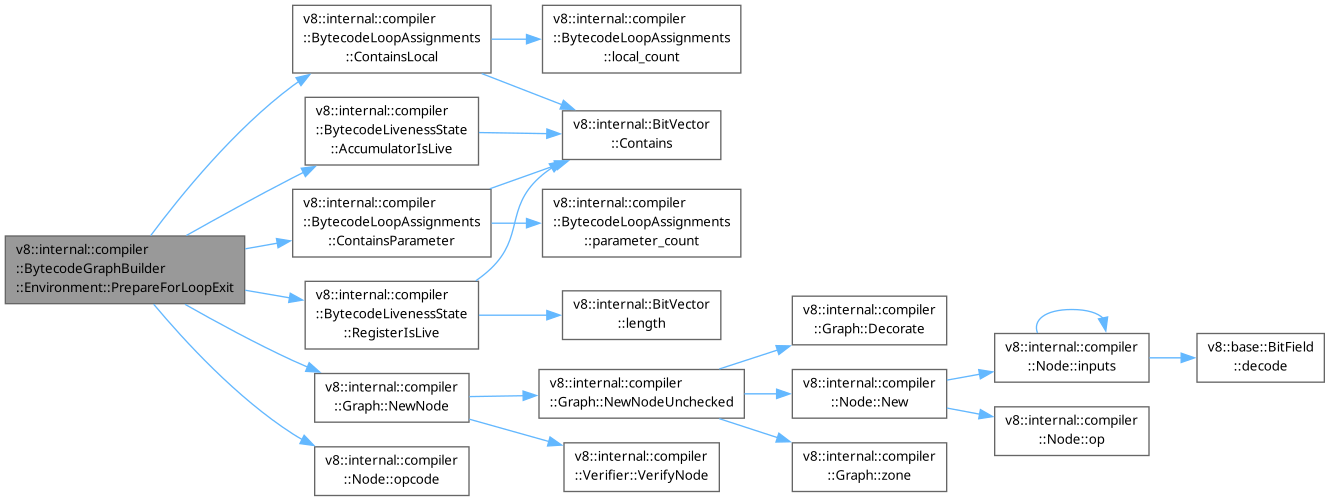 v8::internal::compiler
::BytecodeGraphBuilder
::Environment::PrepareForLoopExit
v8::internal::compiler
::BytecodeLoopAssignments
::ContainsLocal
v8::internal::compiler
::BytecodeLoopAssignments
::local_count
v8::internal::compiler
::BytecodeLivenessState
::AccumulatorIsLive
v8::internal::BitVector
::Contains
v8::internal::compiler
::BytecodeLoopAssignments
::ContainsParameter
v8::internal::compiler
::BytecodeLoopAssignments
::parameter_count
v8::internal::compiler
::BytecodeLivenessState
::RegisterIsLive
v8::internal::BitVector
::length
v8::internal::compiler
::Graph::NewNode
v8::internal::compiler
::Graph::NewNodeUnchecked
v8::internal::compiler
::Graph::Decorate
v8::internal::compiler
::Node::New
v8::internal::compiler
::Node::inputs
v8::base::BitField
::decode
v8::internal::compiler
::Node::op
v8::internal::compiler
::Graph::zone
v8::internal::compiler
::Verifier::VerifyNode
v8::internal::compiler
::Node::opcode